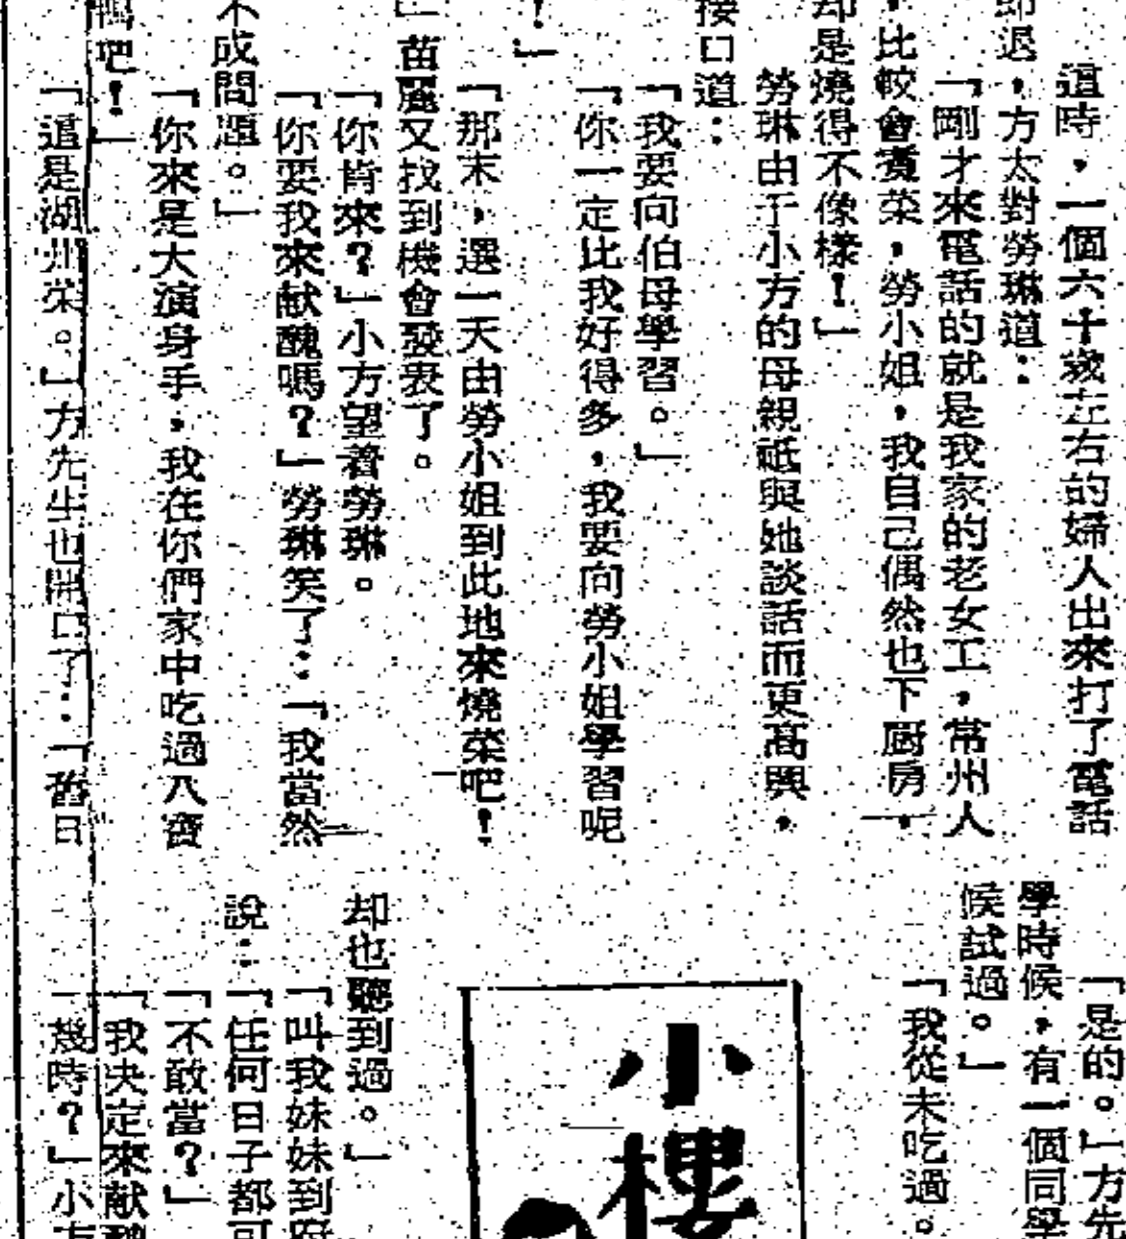 這時，一個六十歲左右的婦人出來打了電話
即退，方太對勞琳道：
「剛才來電話的就是我家的老女工，常州人
，比較會賣菜，勞小姐，我自己偶然也下厨房，
却是燒得不像樣！」
勞琳由于小方的母親祗與她談話而更高興，
接口道：
「我要向伯母學習。」
「你一定比我好得多，我要向勞小姐學習呢
！」
「那末，選一天由勞小姐到此地來燒菜吧！
」苗麗又找到機會發表了。
「你肯來？」小方望着勞琳。
「你要我來献醜嗎？」勞琳笑了：「我當然
不成問題。」
「你來是大演身手，我在你們家中吃過八寶
鴨吧！」
「這是湖州菜。」方先生也開口了：「舊日
「是的。」方先
學時候，有一個同學
候試過。」
「我從未吃過。
小樓
却也聽到過。」
「叫我妹妹到府
說：「任何日子都可
「不敢當？」
「我决定來献醜
「幾時？」小方